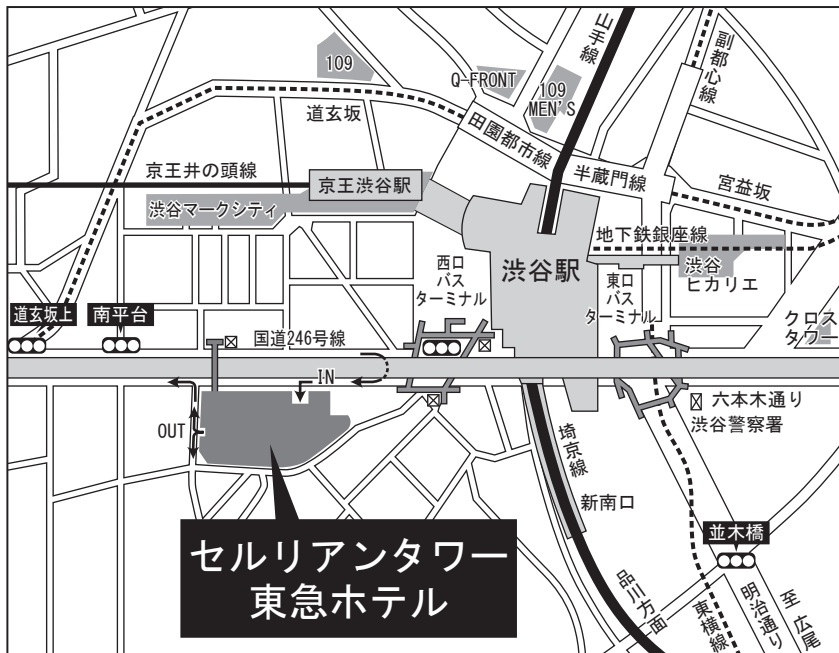 山手線
副都心線
109
Q-FRONT
109
MEN'S
道玄坂
田園都市線
半蔵門線
宮益坂
京王井の頭線
京王渋谷駅
渋谷マークシティ
地下鉄銀座線
渋谷駅
渋谷
ヒカリエ
西口
バス
ターミナル
東口
バス
ターミナル
道玄坂上
南平台
クロス
タワー
国道246号線
IN
OUT
六本木通り
渋谷警察署
埼京線
新南口
並木橋
セルリアンタワー
東急ホテル
品川方面
東横線
明治通り
至 広尾